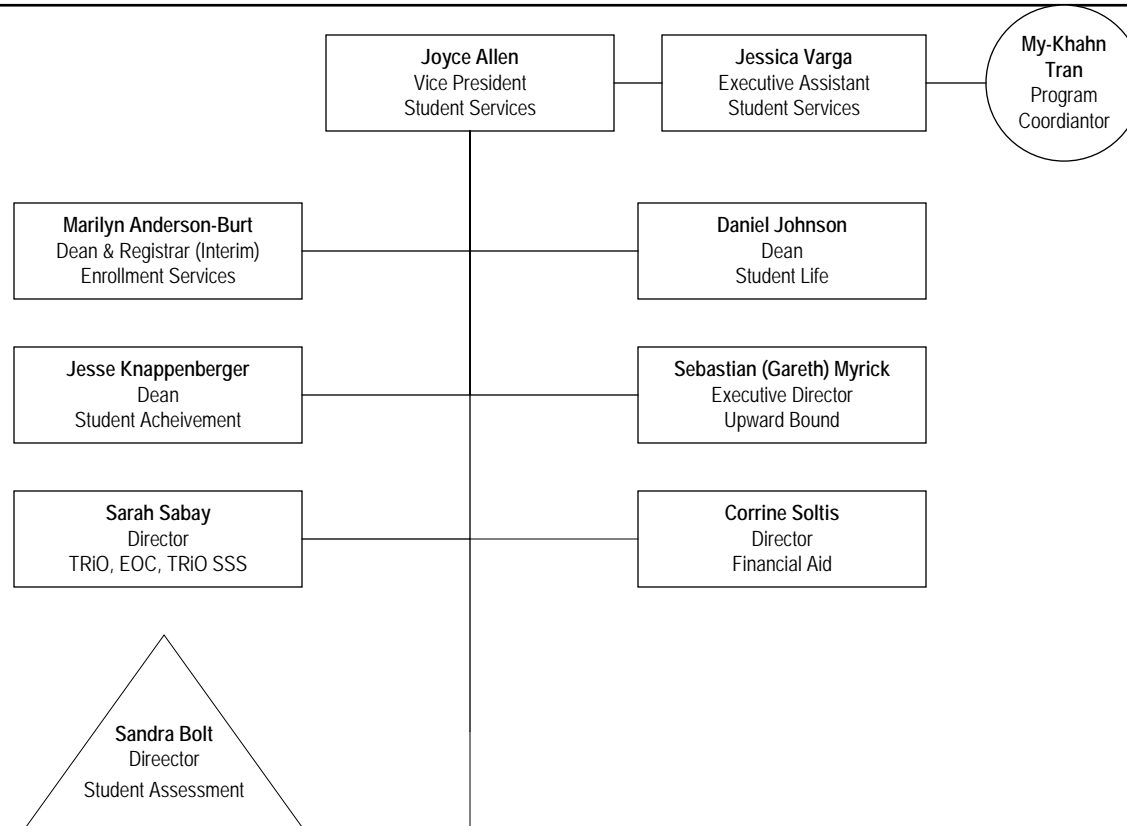 Joyce Allen
Vice President
Student Services
Jessica Varga
Executive Assistant
Student Services
My-Khahn
Tran
Program
Coordiantor
Marilyn Anderson-Burt
Dean & Registrar (Interim)
Enrollment Services
Daniel Johnson
Dean
Student Life
Jesse Knappenberger
Dean
Student Acheivement
Sebastian (Gareth) Myrick
Executive Director
Upward Bound
Sarah Sabay
Director
TRiO, EOC, TRiO SSS
Corrine Soltis
Director
Financial Aid
Sandra Bolt
Direector
Student Assessment